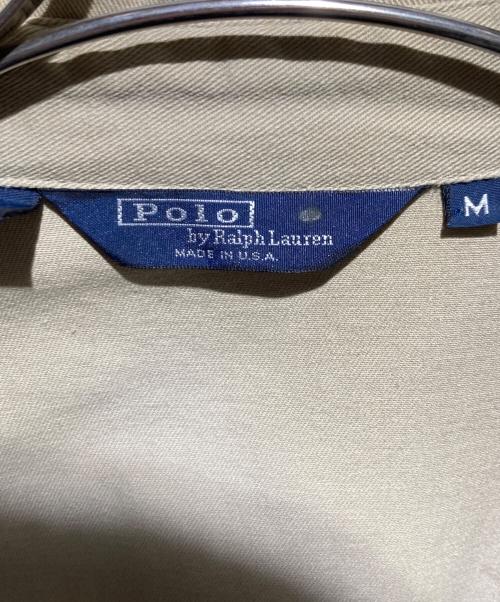 Polo
by Ralph Lauren
MADE IN U.S.A.
M